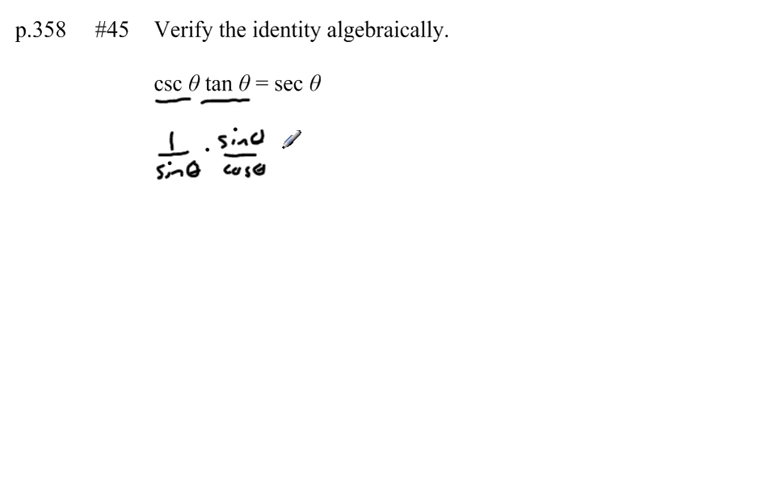 p.358 #45 Verify the identity algebraically.
csc θ tan θ = sec θ
1/sinθ · sinθ/cosθ